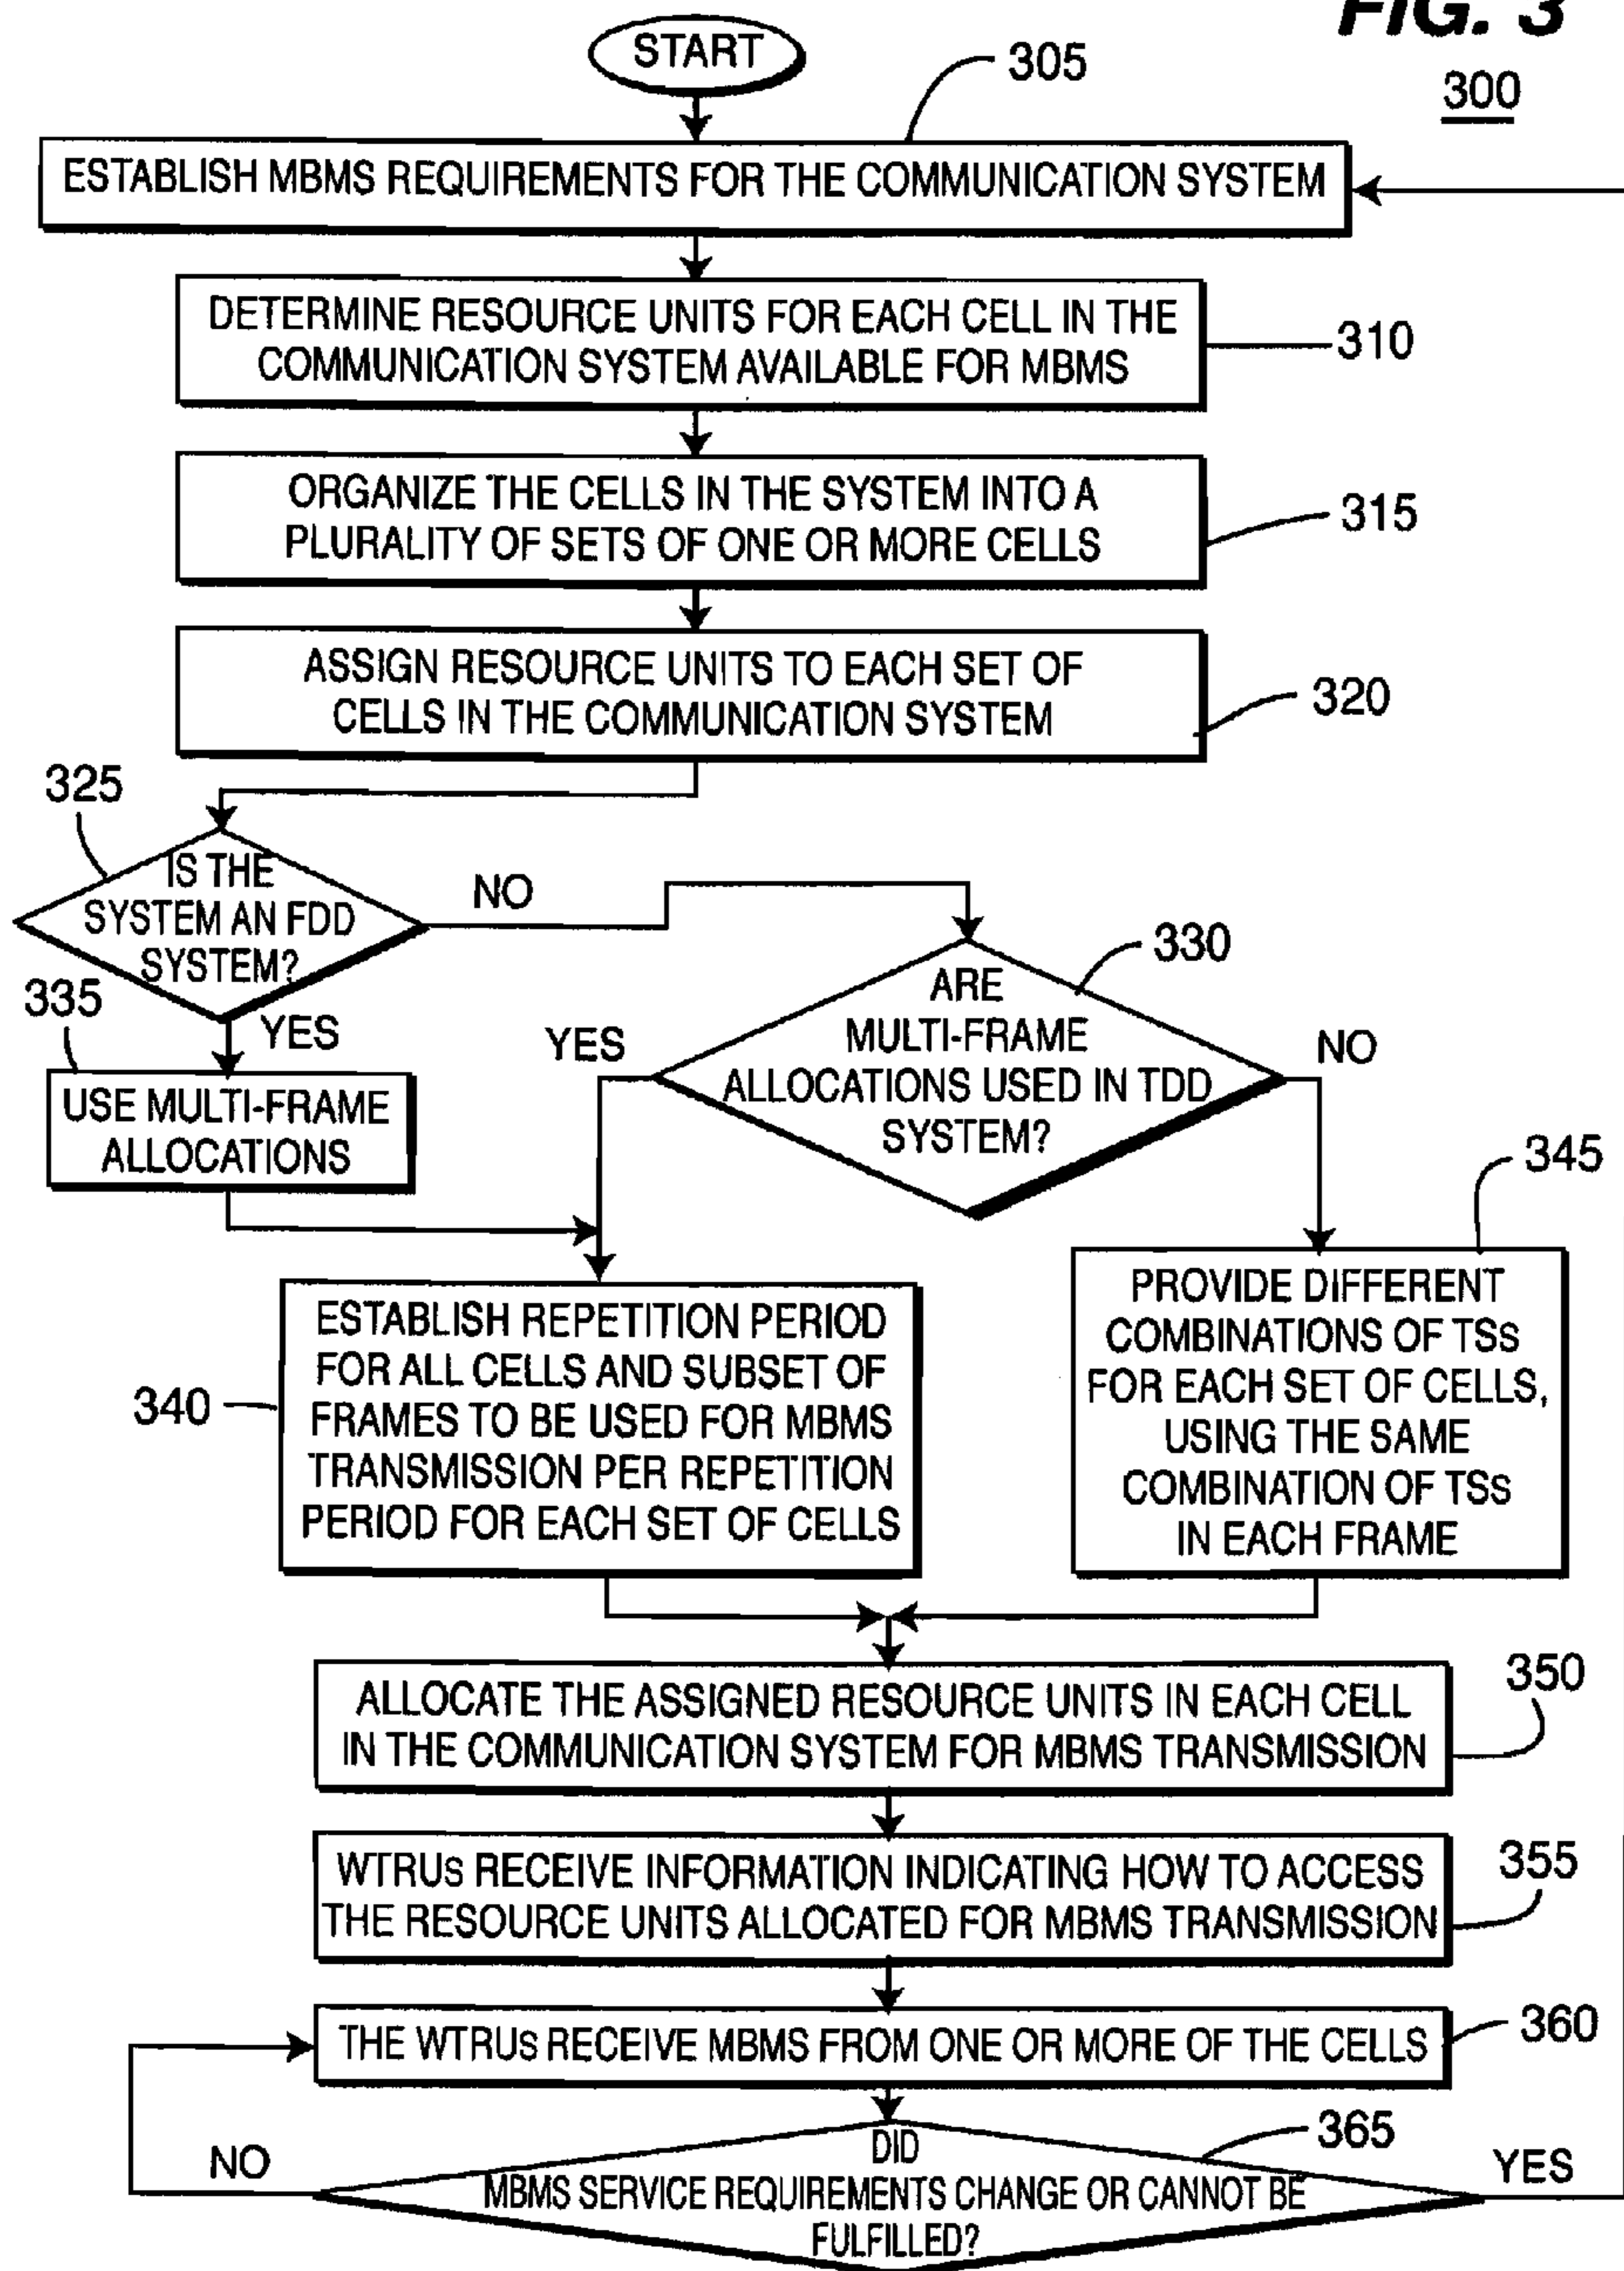 FIG. 3
300
START
305
ESTABLISH MBMS REQUIREMENTS FOR THE COMMUNICATION SYSTEM
DETERMINE RESOURCE UNITS FOR EACH CELL IN THE
COMMUNICATION SYSTEM AVAILABLE FOR MBMS
310
ORGANIZE THE CELLS IN THE SYSTEM INTO A
PLURALITY OF SETS OF ONE OR MORE CELLS
315
ASSIGN RESOURCE UNITS TO EACH SET OF
CELLS IN THE COMMUNICATION SYSTEM
320
325
IS THE
SYSTEM AN FDD
SYSTEM?
NO
YES
330
ARE
MULTI-FRAME
ALLOCATIONS USED IN TDD
SYSTEM?
YES
NO
335
USE MULTI-FRAME
ALLOCATIONS
340
ESTABLISH REPETITION PERIOD
FOR ALL CELLS AND SUBSET OF
FRAMES TO BE USED FOR MBMS
TRANSMISSION PER REPETITION
PERIOD FOR EACH SET OF CELLS
345
PROVIDE DIFFERENT
COMBINATIONS OF TSs
FOR EACH SET OF CELLS,
USING THE SAME
COMBINATION OF TSs
IN EACH FRAME
350
ALLOCATE THE ASSIGNED RESOURCE UNITS IN EACH CELL
IN THE COMMUNICATION SYSTEM FOR MBMS TRANSMISSION
355
WTRUs RECEIVE INFORMATION INDICATING HOW TO ACCESS
THE RESOURCE UNITS ALLOCATED FOR MBMS TRANSMISSION
360
THE WTRUs RECEIVE MBMS FROM ONE OR MORE OF THE CELLS
365
DID
MBMS SERVICE REQUIREMENTS CHANGE OR CANNOT BE
FULFILLED?
NO
YES